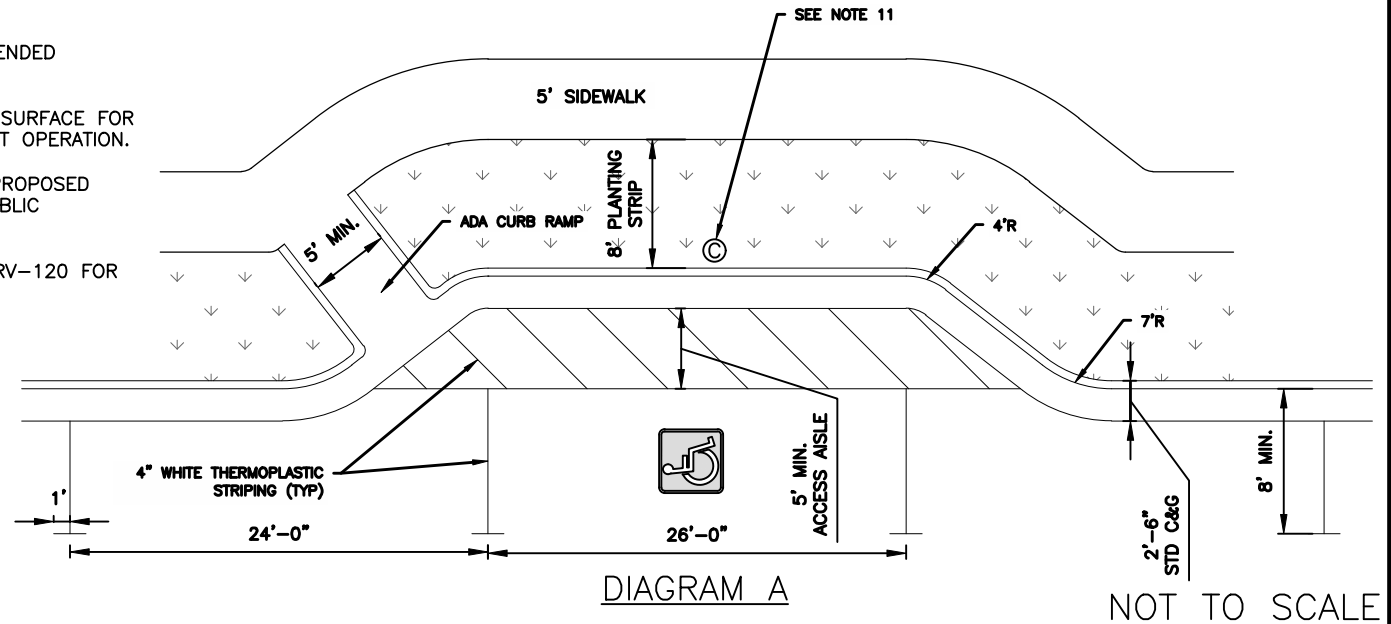 SEE NOTE 11
ENDED
5' SIDEWALK
SURFACE FOR
T OPERATION.
PROPOSED
BLIC
8' PLANTING
STRIP
5' MIN.
ADA CURB RAMP
4'R
C
RV-120 FOR
7'R
4" WHITE THERMOPLASTIC
STRIPING (TYP)
5' MIN.
ACCESS AISLE
8' MIN.
1'
24'-0"
26'-0"
2'-6"
STD C&G
DIAGRAM A
NOT TO SCALE